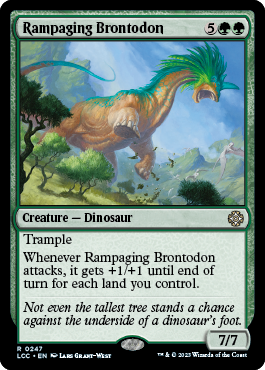 Rampaging Brontodon 5
Creature — Dinosaur
Trample
Whenever Rampaging Brontodon
attacks, it gets +1/+1 until end of
turn for each land you control.
Not even the tallest tree stands a chance
against the underside of a dinosaur's foot.
7/7
R 0247
LCC • EN Lars Grant-West
™ & © 2023 Wizards of the Coast